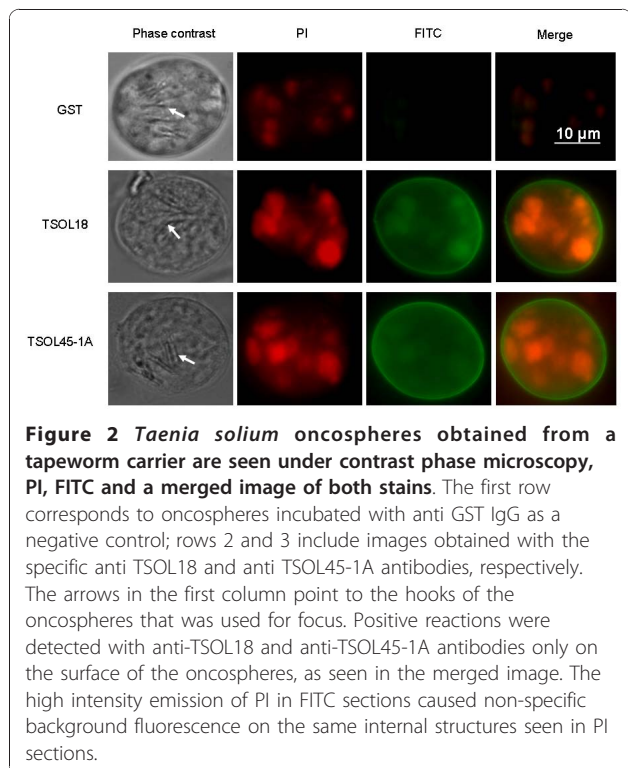 Phase contrast PI FITC Merge
GST
10 µm
TSOL18
TSOL45-1A
Figure 2 Taenia solium oncospheres obtained from a
tapeworm carrier are seen under contrast phase microscopy,
PI, FITC and a merged image of both stains. The first row
corresponds to oncospheres incubated with anti GST IgG as a
negative control; rows 2 and 3 include images obtained with the
specific anti TSOL18 and anti TSOL45-1A antibodies, respectively.
The arrows in the first column point to the hooks of the
oncospheres that was used for focus. Positive reactions were
detected with anti-TSOL18 and anti-TSOL45-1A antibodies only on
the surface of the oncospheres, as seen in the merged image. The
high intensity emission of PI in FITC sections caused non-specific
background fluorescence on the same internal structures seen in PI
sections.